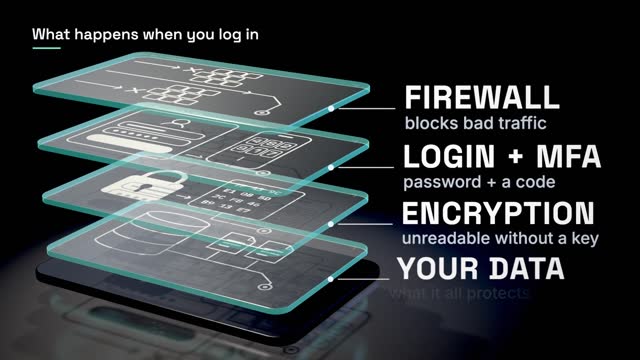 What happens when you log in
FIREWALL
blocks bad traffic
LOGIN + MFA
password + a code
ENCRYPTION
unreadable without a key
YOUR DATA
what it all protects